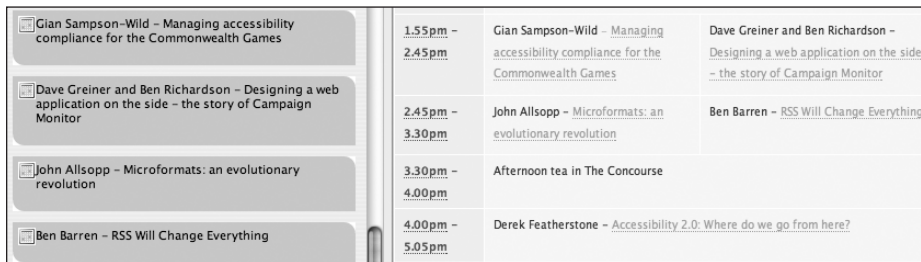 Gian Sampson-Wild – Managing accessibility
compliance for the Commonwealth Games
Dave Greiner and Ben Richardson – Designing a web
application on the side – the story of Campaign
Monitor
John Allsopp – Microformats: an evolutionary
revolution
Ben Barren – RSS Will Change Everything
1.55pm –
2.45pm
Gian Sampson-Wild – Managing
accessibility compliance for the
Commonwealth Games
Dave Greiner and Ben Richardson –
Designing a web application on the side
– the story of Campaign Monitor
2.45pm –
3.30pm
John Allsopp – Microformats: an
evolutionary revolution
Ben Barren – RSS Will Change Everything
3.30pm –
4.00pm
Afternoon tea in The Concourse
4.00pm –
5.05pm
Derek Featherstone – Accessibility 2.0: Where do we go from here?